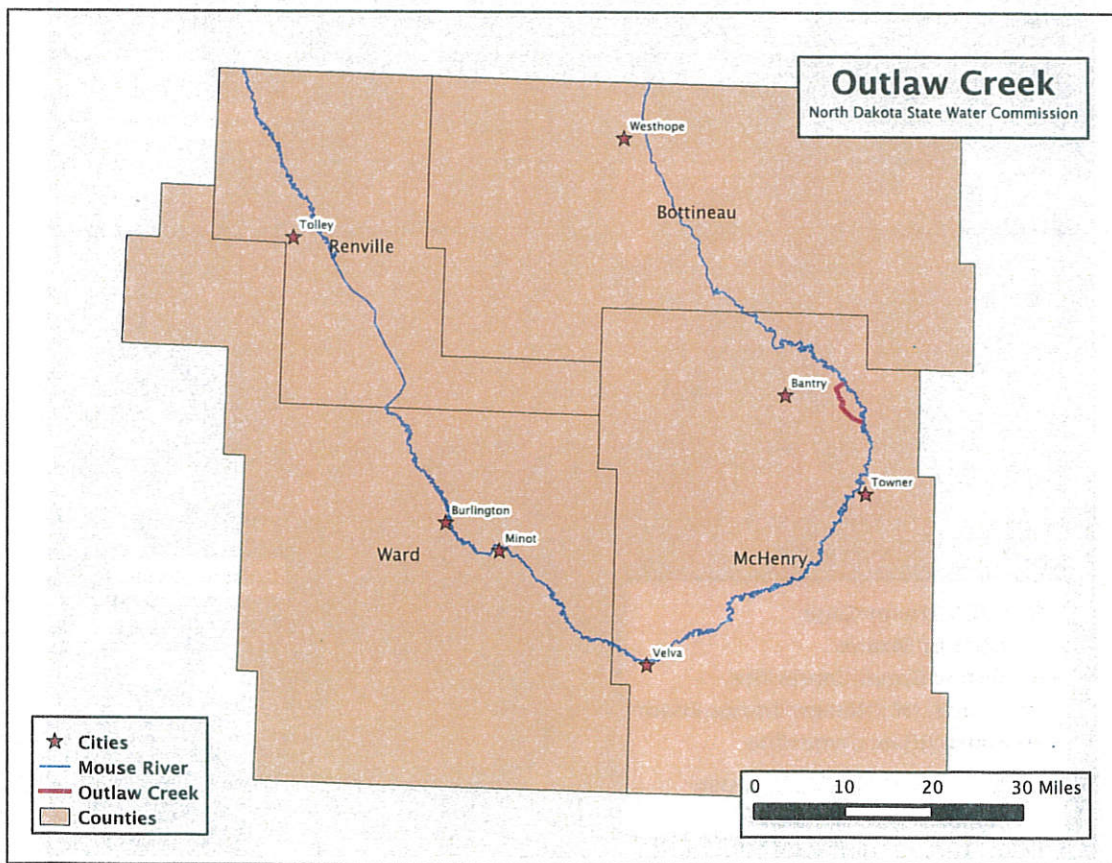 Outlaw Creek
North Dakota State Water Commission
Westhope
Bottineau
Tolley
Renville
Bantry
Towner
Burlington
Minot
Ward
McHenry
Velva
Cities
Mouse River
Outlaw Creek
Counties
0 10 20 30 Miles